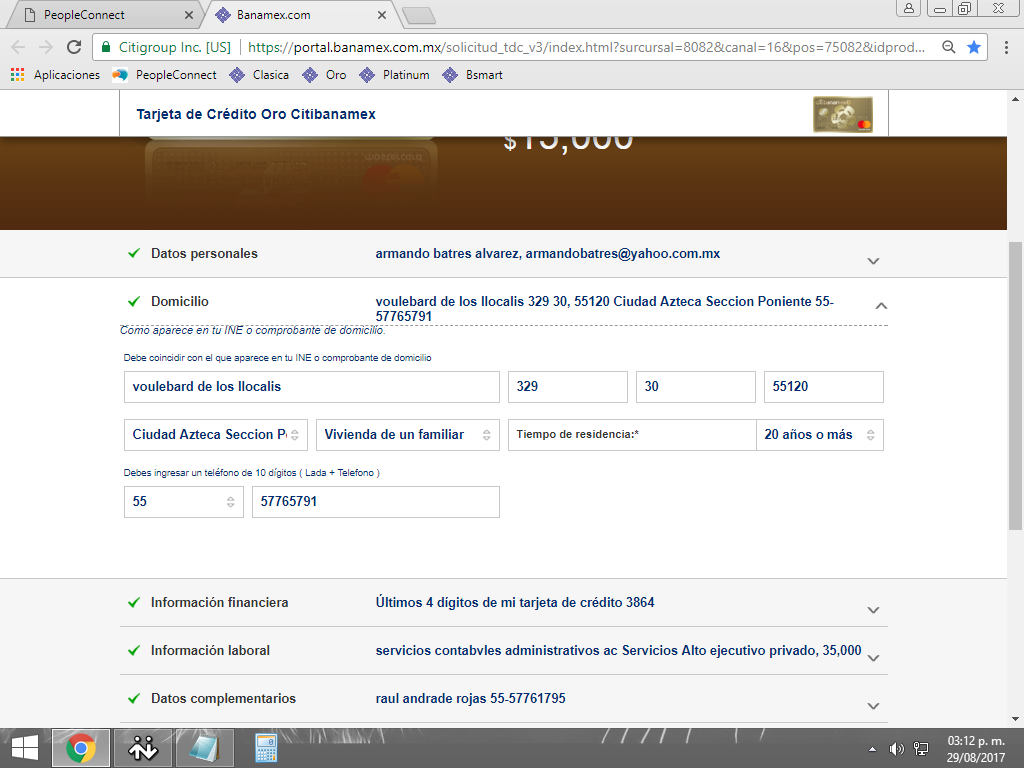 PeopleConnect
Banamex.com
Citigroup Inc. [US]
https://portal.banamex.com.mx/solicitud_tdc_v3/index.html?surcursal=8082&canal=16&pos=75082&idprod...
Aplicaciones PeopleConnect Clasica Oro Platinum Bsmart
Tarjeta de Crédito Oro Citibanamex
$15,000
Datos personales armando batres alvarez, armandobatres@yahoo.com.mx
Domicilio voulebard de los llocalis 329 30, 55120 Ciudad Azteca Seccion Poniente 55-
57765791
Como aparece en tu INE o comprobante de domicilio.
Debe coincidir con el que aparece en tu INE o comprobante de domicilio
voulebard de los llocalis 329 30 55120
Ciudad Azteca Seccion P Vivienda de un familiar Tiempo de residencia:* 20 años o más
Debes ingresar un teléfono de 10 dígitos ( Lada + Telefono )
55 57765791
Información financiera Últimos 4 dígitos de mi tarjeta de crédito 3864
Información laboral servicios contabvles administrativos ac Servicios Alto ejecutivo privado, 35,000
Datos complementarios raul andrade rojas 55-57761795
03:12 p. m.
29/08/2017